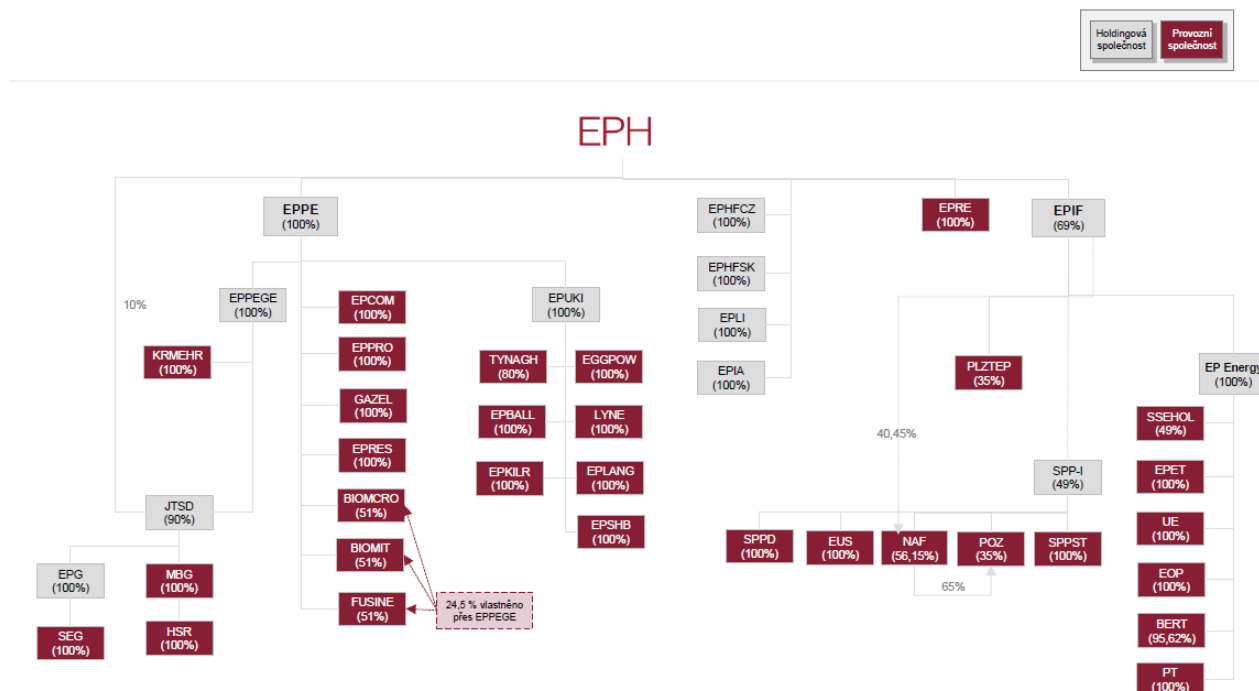 Holdingová
společnost
Provozní
společnost
EPH
EPPE
(100%)
EPHFCZ
(100%)
EPRE
(100%)
EPIF
(69%)
EPHFSK
(100%)
10%
EPPEGE
(100%)
EPCOM
(100%)
EPUKI
(100%)
EPLI
(100%)
KRMEHR
(100%)
EPPRO
(100%)
TYNAGH
(80%)
EGGPOW
(100%)
EPIA
(100%)
PLZTEP
(35%)
EP Energy
(100%)
GAZEL
(100%)
EPBALL
(100%)
LYNE
(100%)
SSEHOL
(49%)
40,45%
EPRES
(100%)
EPKILR
(100%)
EPLANG
(100%)
SPP-I
(49%)
EPET
(100%)
JTSD
(90%)
BIOMCRO
(51%)
EPSHB
(100%)
SPPD
(100%)
EUS
(100%)
NAF
(56,15%)
POZ
(35%)
SPPST
(100%)
UE
(100%)
BIOMIT
(51%)
65%
EPG
(100%)
MBG
(100%)
EOP
(100%)
FUSINE
(51%)
24,5 % vlastněno
přes EPPEGE
SEG
(100%)
HSR
(100%)
BERT
(95,62%)
PT
(100%)